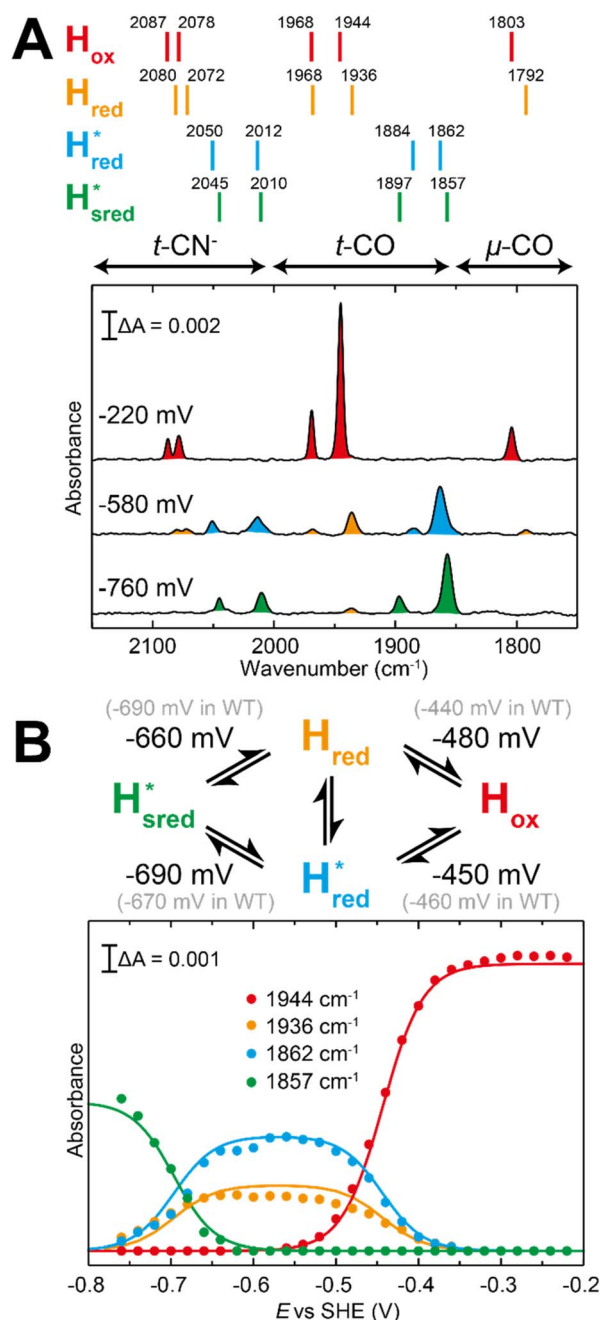 A
2087 2078 1968 1944 1803
Hox
2080 2072 1968 1936 1792
Hred
2050 2012 1884 1862
H*red
2045 2010 1897 1857
H*sred
t-CN- t-CO μ-CO
ΔA = 0.002
-220 mV
-580 mV
-760 mV
Absorbance
2100 2000 1900 1800
Wavenumber (cm-1)
B
(-690 mV in WT) (-440 mV in WT)
-660 mV Hred -480 mV
H*sred Hox
-690 mV H*red -450 mV
(-670 mV in WT) (-460 mV in WT)
ΔA = 0.001
1944 cm-1
1936 cm-1
1862 cm-1
1857 cm-1
Absorbance
-0.8 -0.7 -0.6 -0.5 -0.4 -0.3 -0.2
E vs SHE (V)